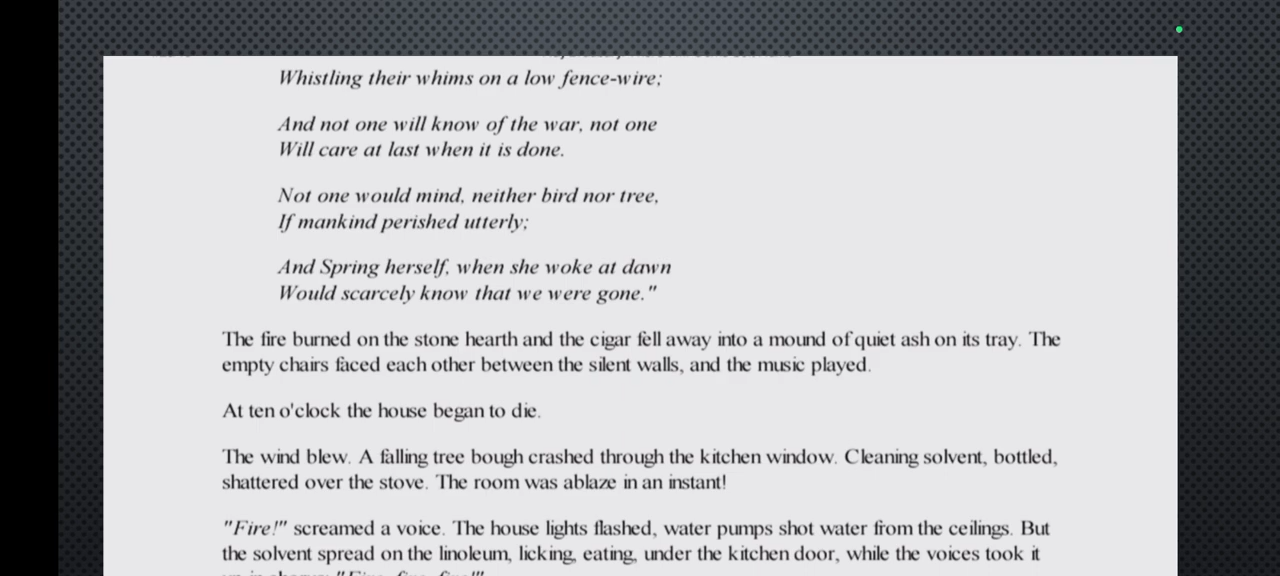 Whistling their whims on a low fence-wire;
And not one will know of the war, not one
Will care at last when it is done.
Not one would mind, neither bird nor tree,
If mankind perished utterly;
And Spring herself, when she woke at dawn
Would scarcely know that we were gone."
The fire burned on the stone hearth and the cigar fell away into a mound of quiet ash on its tray. The
empty chairs faced each other between the silent walls, and the music played.
At ten o'clock the house began to die.
The wind blew. A falling tree bough crashed through the kitchen window. Cleaning solvent, bottled,
shattered over the stove. The room was ablaze in an instant!
"Fire!" screamed a voice. The house lights flashed, water pumps shot water from the ceilings. But
the solvent spread on the linoleum, licking, eating, under the kitchen door, while the voices took it